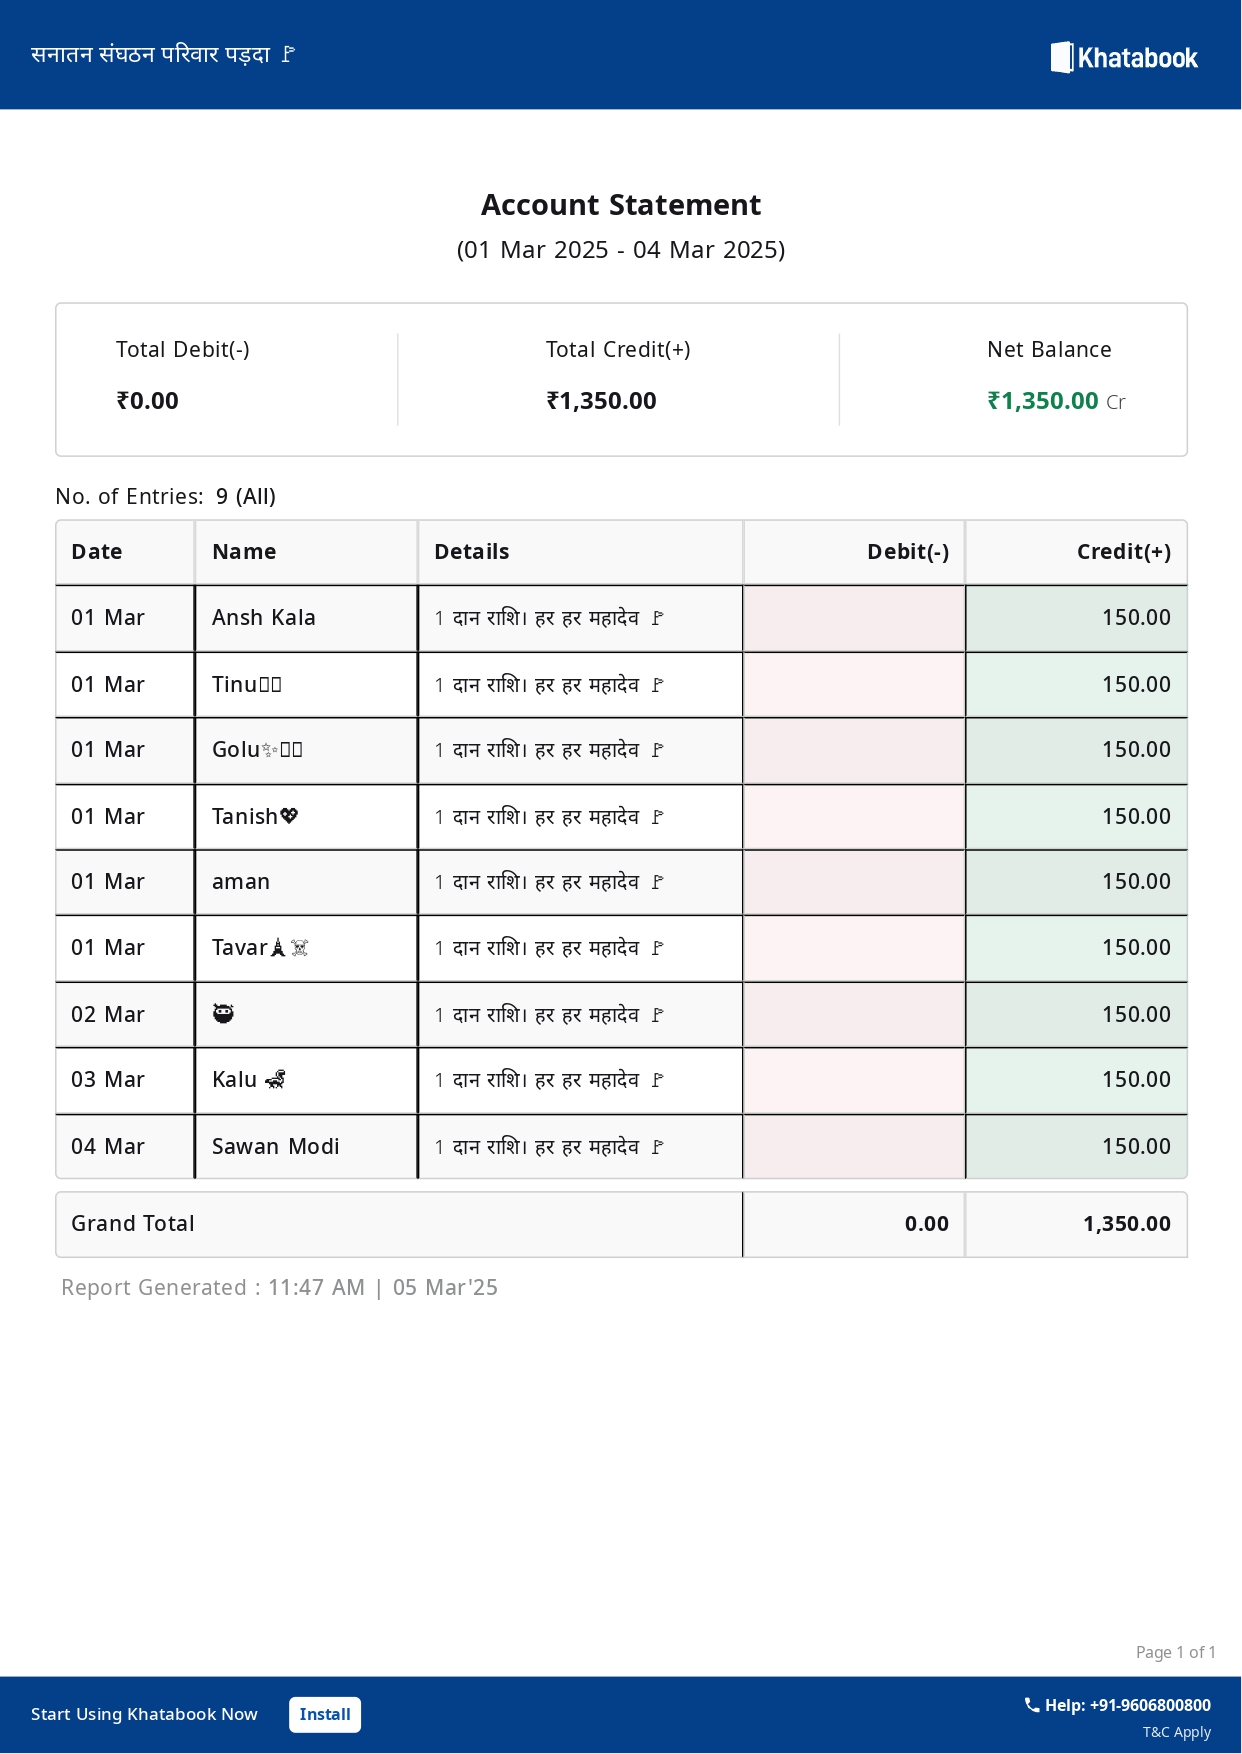 सनातन संघठन परिवार पड़दा 🚩
Khatabook
Account Statement
(01 Mar 2025 - 04 Mar 2025)
Total Debit(-) Total Credit(+) Net Balance
₹0.00 ₹1,350.00 ₹1,350.00 Cr
No. of Entries: 9 (All)
Date Name Details Debit(-) Credit(+)
01 Mar Ansh Kala 1 दान राशि। हर हर महादेव 🚩 150.00
01 Mar Tinu 1 दान राशि। हर हर महादेव 🚩 150.00
01 Mar Golu✨ 1 दान राशि। हर हर महादेव 🚩 150.00
01 Mar Tanish💖 1 दान राशि। हर हर महादेव 🚩 150.00
01 Mar aman 1 दान राशि। हर हर महादेव 🚩 150.00
01 Mar Tavar🗼☠ 1 दान राशि। हर हर महादेव 🚩 150.00
02 Mar 🥷 1 दान राशि। हर हर महादेव 🚩 150.00
03 Mar Kalu 🦨 1 दान राशि। हर हर महादेव 🚩 150.00
04 Mar Sawan Modi 1 दान राशि। हर हर महादेव 🚩 150.00
Grand Total 0.00 1,350.00
Report Generated : 11:47 AM | 05 Mar'25
Page 1 of 1
Start Using Khatabook Now Install
Help: +91-9606800800
T&C Apply